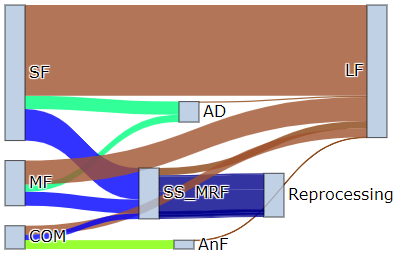 SF
LF
AD
MF
SS_MRF
Reprocessing
COM
AnF